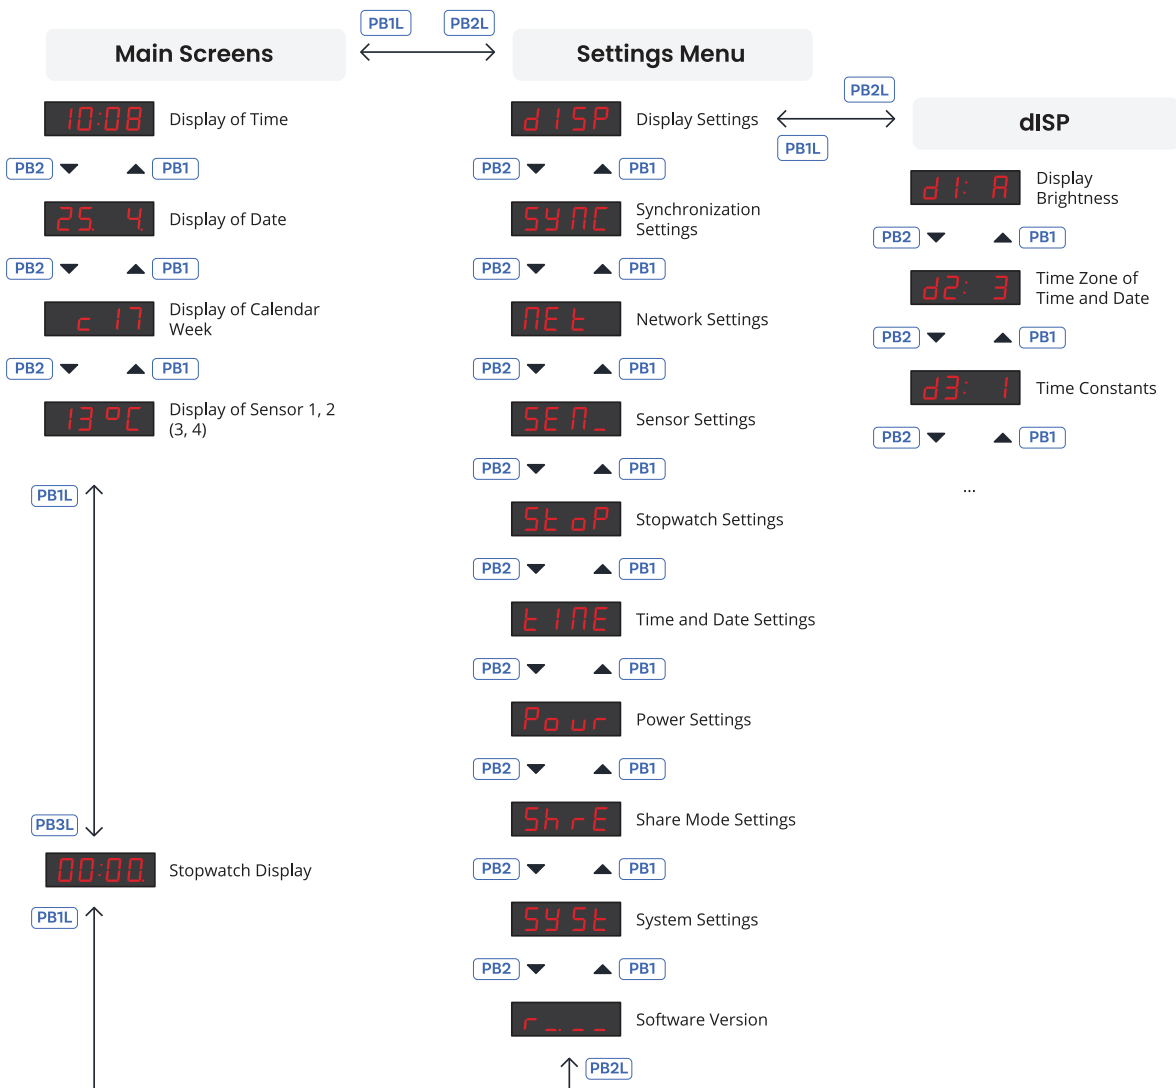 PB1L
PB2L
Main Screens
Settings Menu
10:08
Display of Time
PB2
PB1
25. 4.
Display of Date
PB2
PB1
c 17
Display of Calendar
Week
PB2
PB1
13 °C
Display of Sensor 1, 2
(3, 4)
PB1L
PB3L
00:00.
Stopwatch Display
PB1L
dISP
Display Settings
PB2
PB1
SYNC
Synchronization
Settings
PB2
PB1
NEt
Network Settings
PB2
PB1
SEN_
Sensor Settings
PB2
PB1
StoP
Stopwatch Settings
PB2
PB1
tIME
Time and Date Settings
PB2
PB1
Pour
Power Settings
PB2
PB1
ShrE
Share Mode Settings
PB2
PB1
SYSt
System Settings
PB2
PB1
r _._ _
Software Version
PB2L
PB2L
PB1L
dISP
d1: A
Display
Brightness
PB2
PB1
d2: 3
Time Zone of
Time and Date
PB2
PB1
d3: 1
Time Constants
PB2
PB1
...